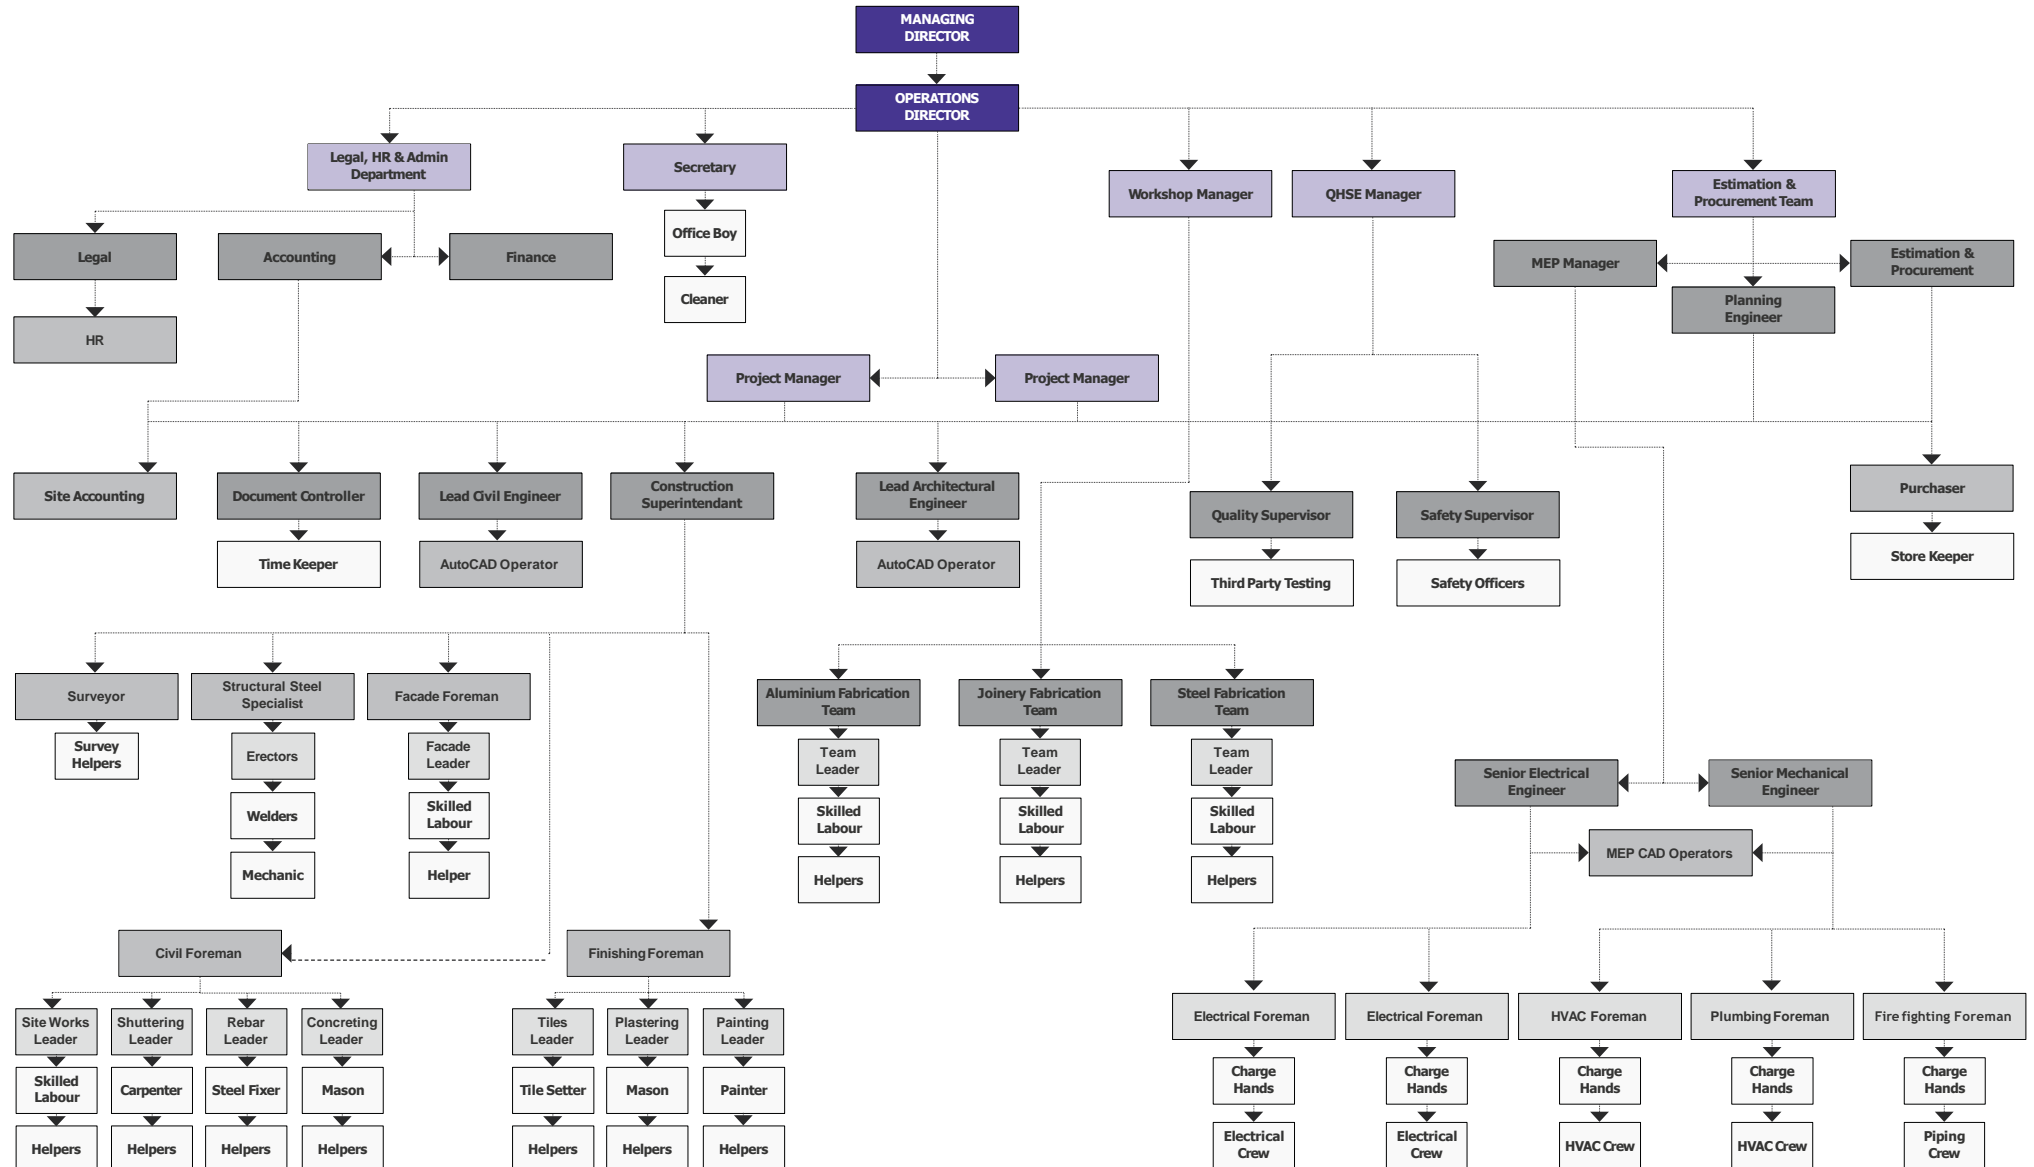 MANAGING
DIRECTOR
OPERATIONS
DIRECTOR
Legal, HR & Admin
Department
Secretary
Workshop Manager
QHSE Manager
Estimation &
Procurement Team
Legal
Accounting
Finance
Office Boy
MEP Manager
Estimation &
Procurement
Cleaner
Planning
Engineer
HR
Project Manager
Project Manager
Site Accounting
Document Controller
Lead Civil Engineer
Construction
Superintendant
Lead Architectural
Engineer
Quality Supervisor
Safety Supervisor
Purchaser
Time Keeper
AutoCAD Operator
AutoCAD Operator
Third Party Testing
Safety Officers
Store Keeper
Surveyor
Structural Steel
Specialist
Facade Foreman
Aluminium Fabrication
Team
Joinery Fabrication
Team
Steel Fabrication
Team
Survey
Helpers
Erectors
Facade
Leader
Team
Leader
Team
Leader
Team
Leader
Senior Electrical
Engineer
Senior Mechanical
Engineer
Welders
Skilled
Labour
Skilled
Labour
Skilled
Labour
Skilled
Labour
MEP CAD Operators
Mechanic
Helper
Helpers
Helpers
Helpers
Civil Foreman
Finishing Foreman
Site Works
Leader
Shuttering
Leader
Rebar
Leader
Concreting
Leader
Tiles
Leader
Plastering
Leader
Painting
Leader
Electrical Foreman
Electrical Foreman
HVAC Foreman
Plumbing Foreman
Fire fighting Foreman
Skilled
Labour
Carpenter
Steel Fixer
Mason
Tile Setter
Mason
Painter
Charge
Hands
Charge
Hands
Charge
Hands
Charge
Hands
Charge
Hands
Helpers
Helpers
Helpers
Helpers
Helpers
Helpers
Helpers
Electrical
Crew
Electrical
Crew
HVAC Crew
HVAC Crew
Piping
Crew